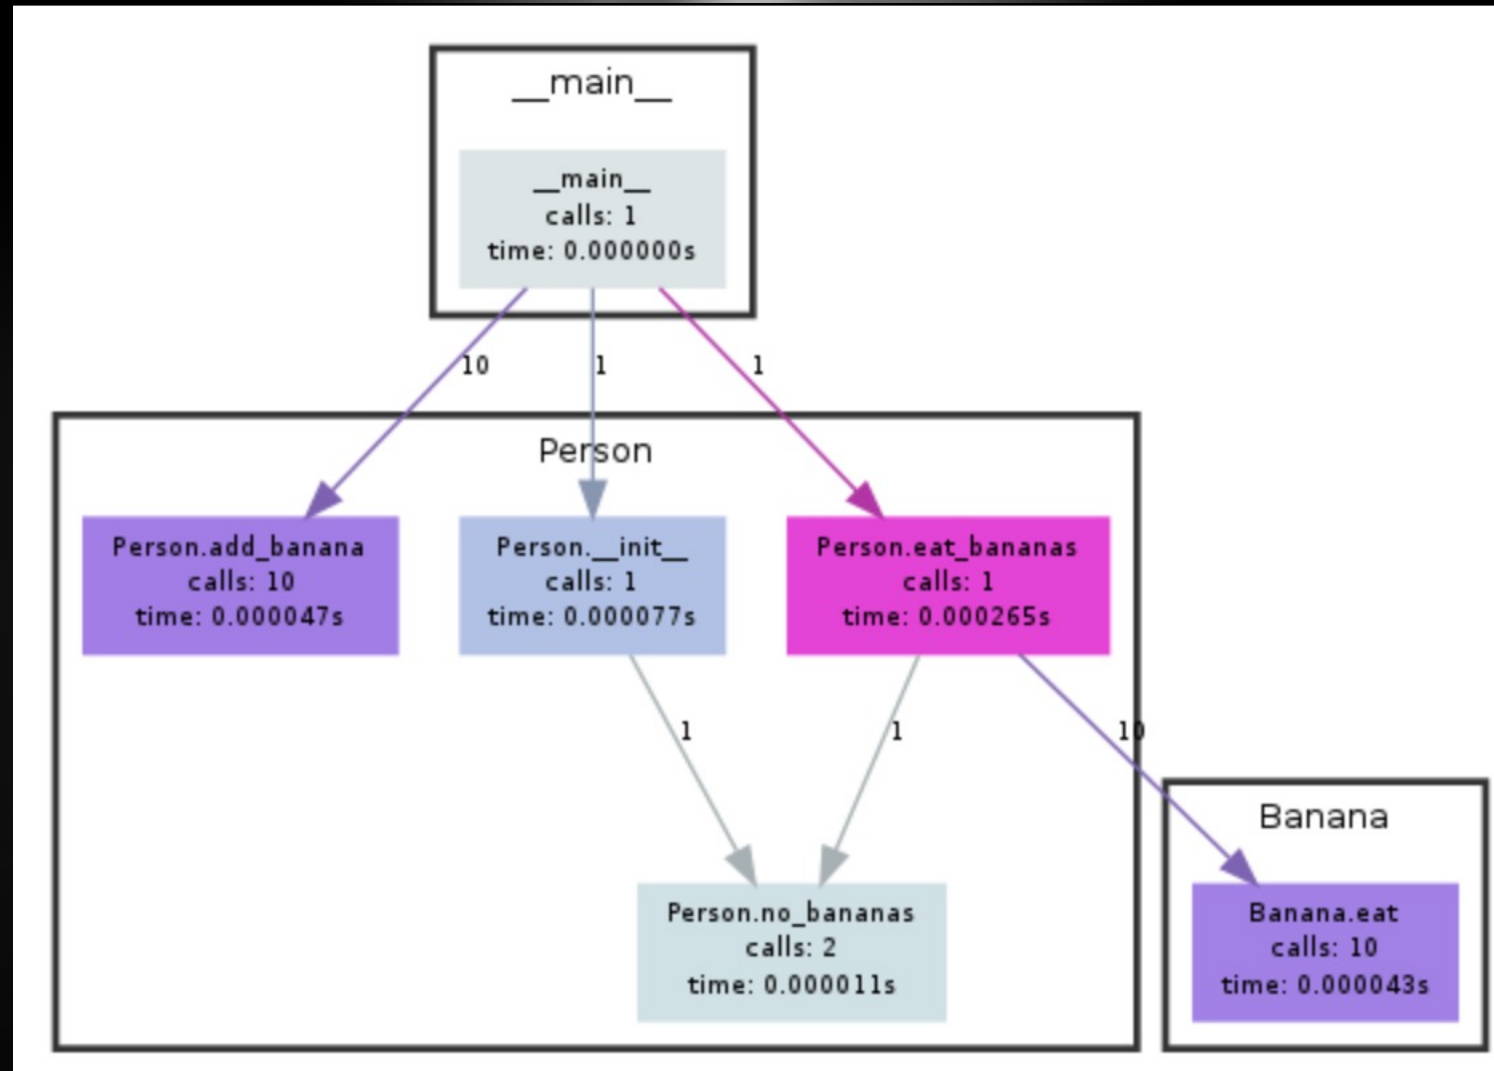 __main__
__main__
calls: 1
time: 0.000000s
10
1
1
Person
Person.add_banana
calls: 10
time: 0.000047s
Person.__init__
calls: 1
time: 0.000077s
Person.eat_bananas
calls: 1
time: 0.000265s
1
1
10
Banana
Person.no_bananas
calls: 2
time: 0.000011s
Banana.eat
calls: 10
time: 0.000043s